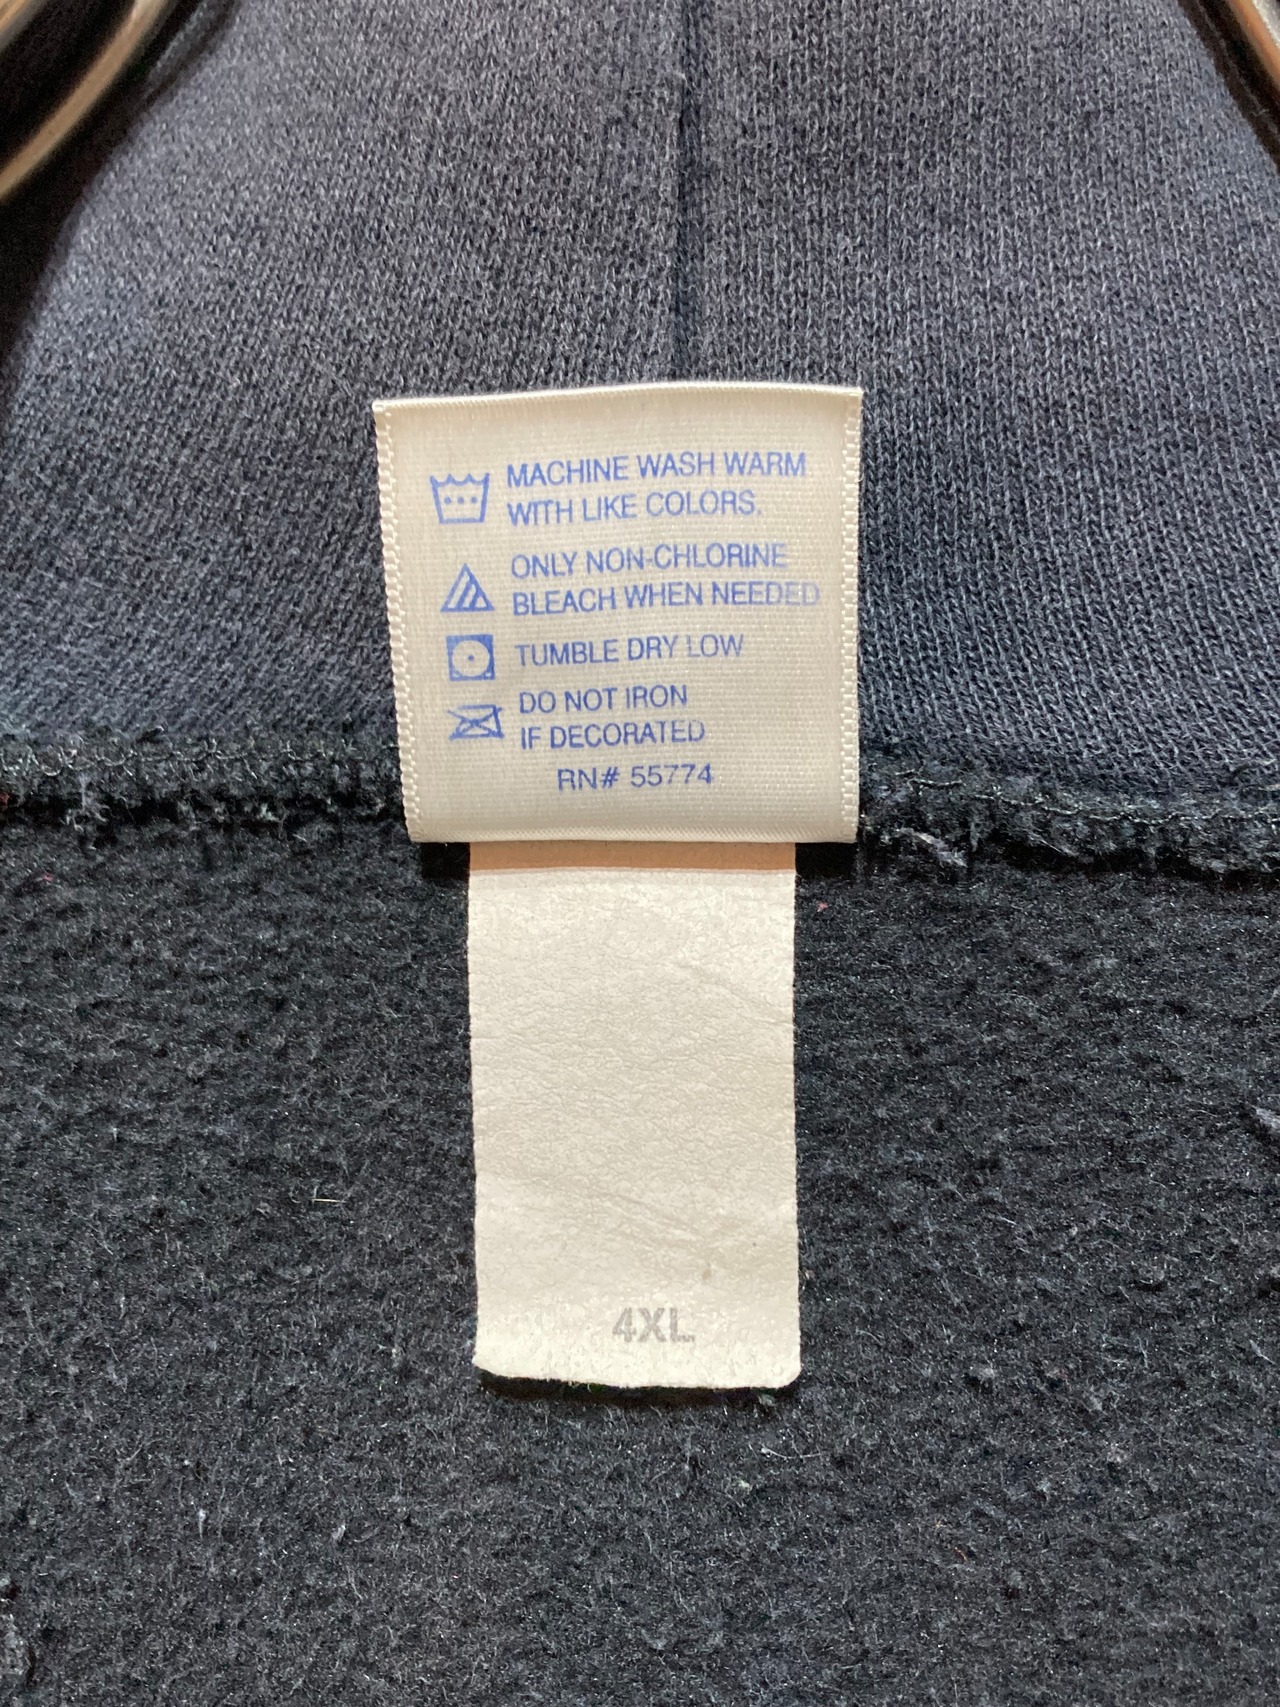 MACHINE WASH WARM
WITH LIKE COLORS.
ONLY NON-CHLORINE
BLEACH WHEN NEEDED
TUMBLE DRY LOW
DO NOT IRON
IF DECORATED
RN# 55774
4XL